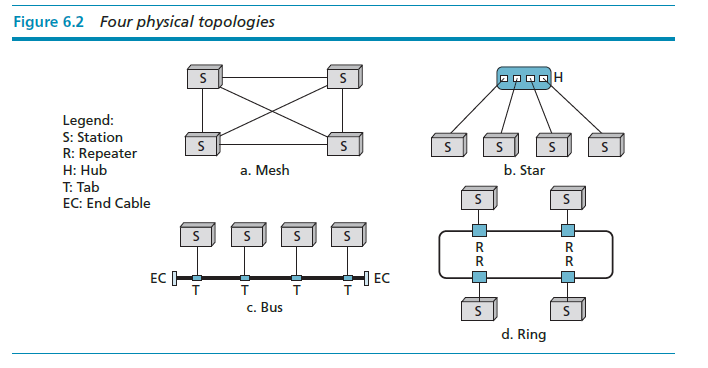 Figure 6.2 Four physical topologies
Legend:
S: Station
R: Repeater
H: Hub
T: Tab
EC: End Cable
S S
S S
a. Mesh
H
S S S S
b. Star
S S S S
EC EC
T T T T
c. Bus
S S
R R
R R
S S
d. Ring